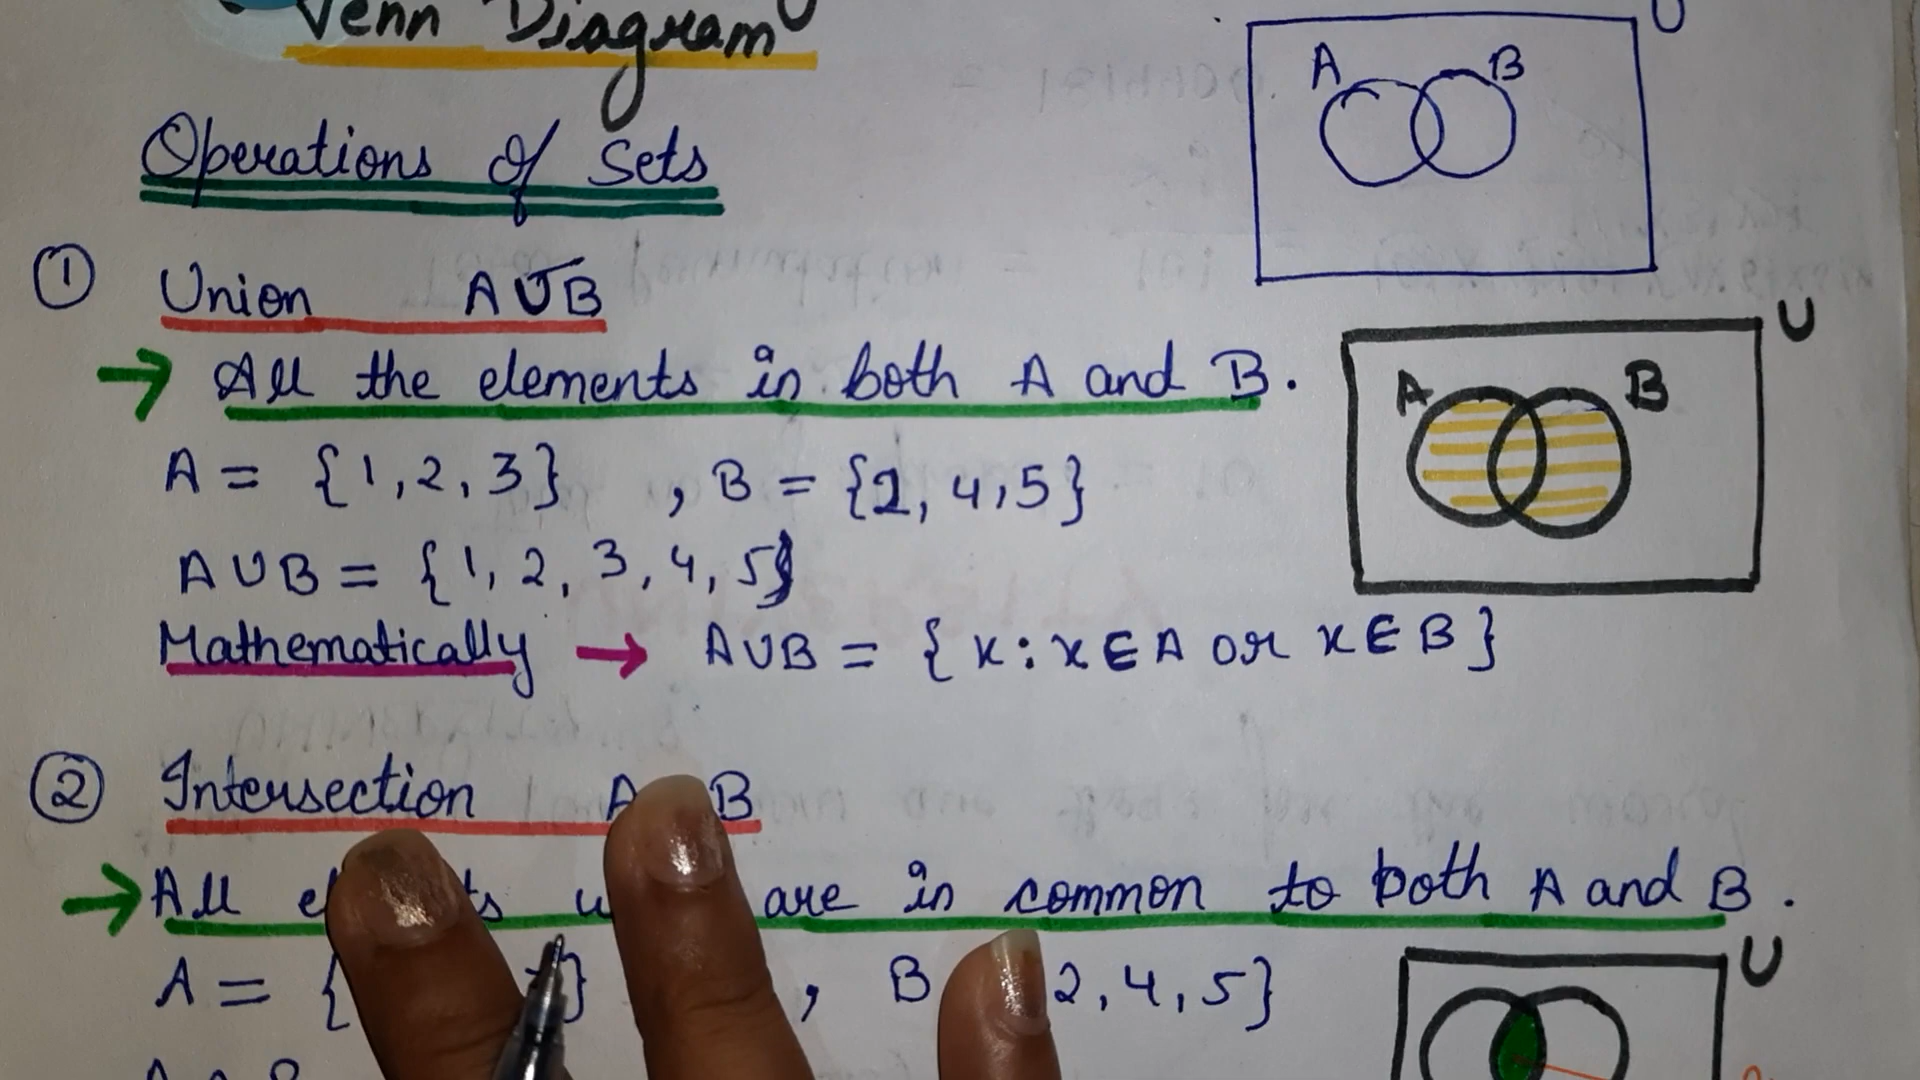 Venn Diagram
U
A B
Operations of Sets
① Union A∪B
U
→ All the elements in both A and B.
A B
A = {1, 2, 3} , B = {2, 4, 5}
A∪B = {1, 2, 3, 4, 5}
Mathematically → A∪B = {x : x ∈ A or x ∈ B}
② Intersection A B
→ All are in common to both A and B.
A = { } , B 2, 4, 5}
U